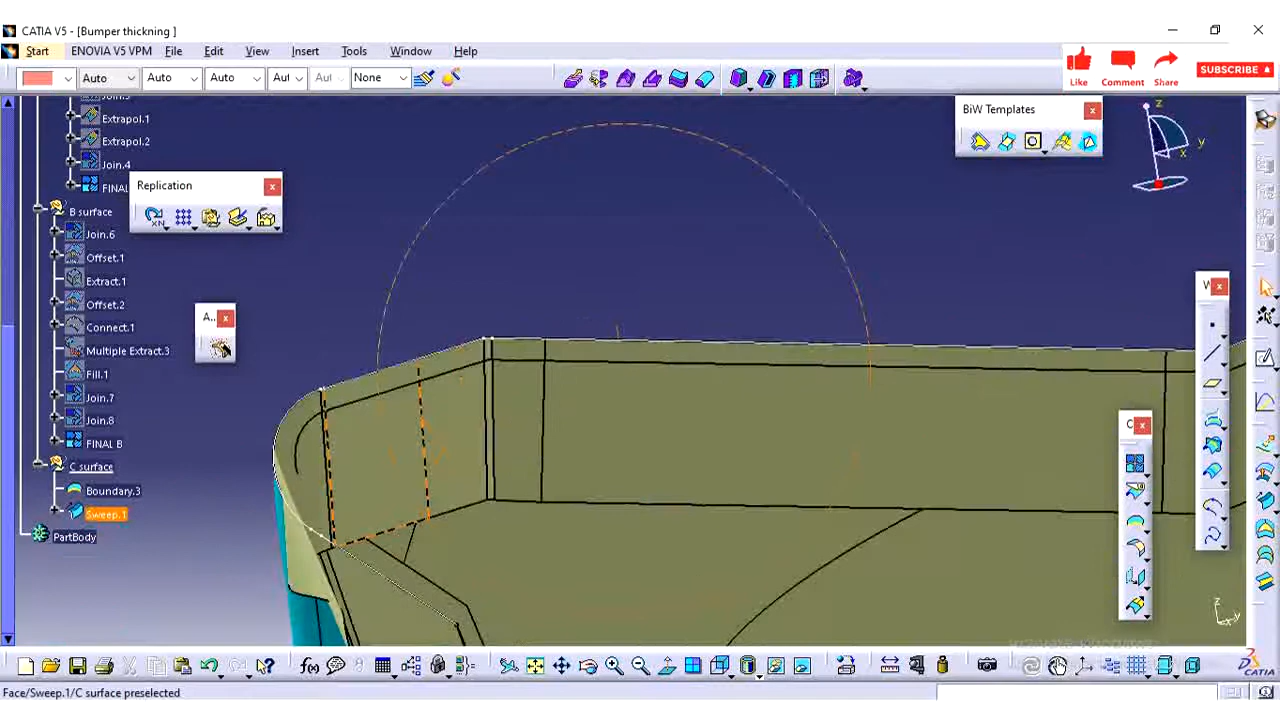 CATIA V5 - [Bumper thickning ]
Start ENOVIA V5 VPM File Edit View Insert Tools Window Help
Auto Auto Auto Aul Aul None
Like Comment Share SUBSCRIBE
BiW Templates
z
y
x
Extrapol.1
Extrapol.2
Join.4
FINAL
Replication
B surface
Join.6
Offset.1
Extract.1
Offset.2
A..
Connect.1
Multiple Extract.3
Fill.1
Join.7
Join.8
FINAL B
C surface
Boundary.3
Sweep.1
PartBody
W
C
f(x)
CATIA
Face/Sweep.1/C surface preselected